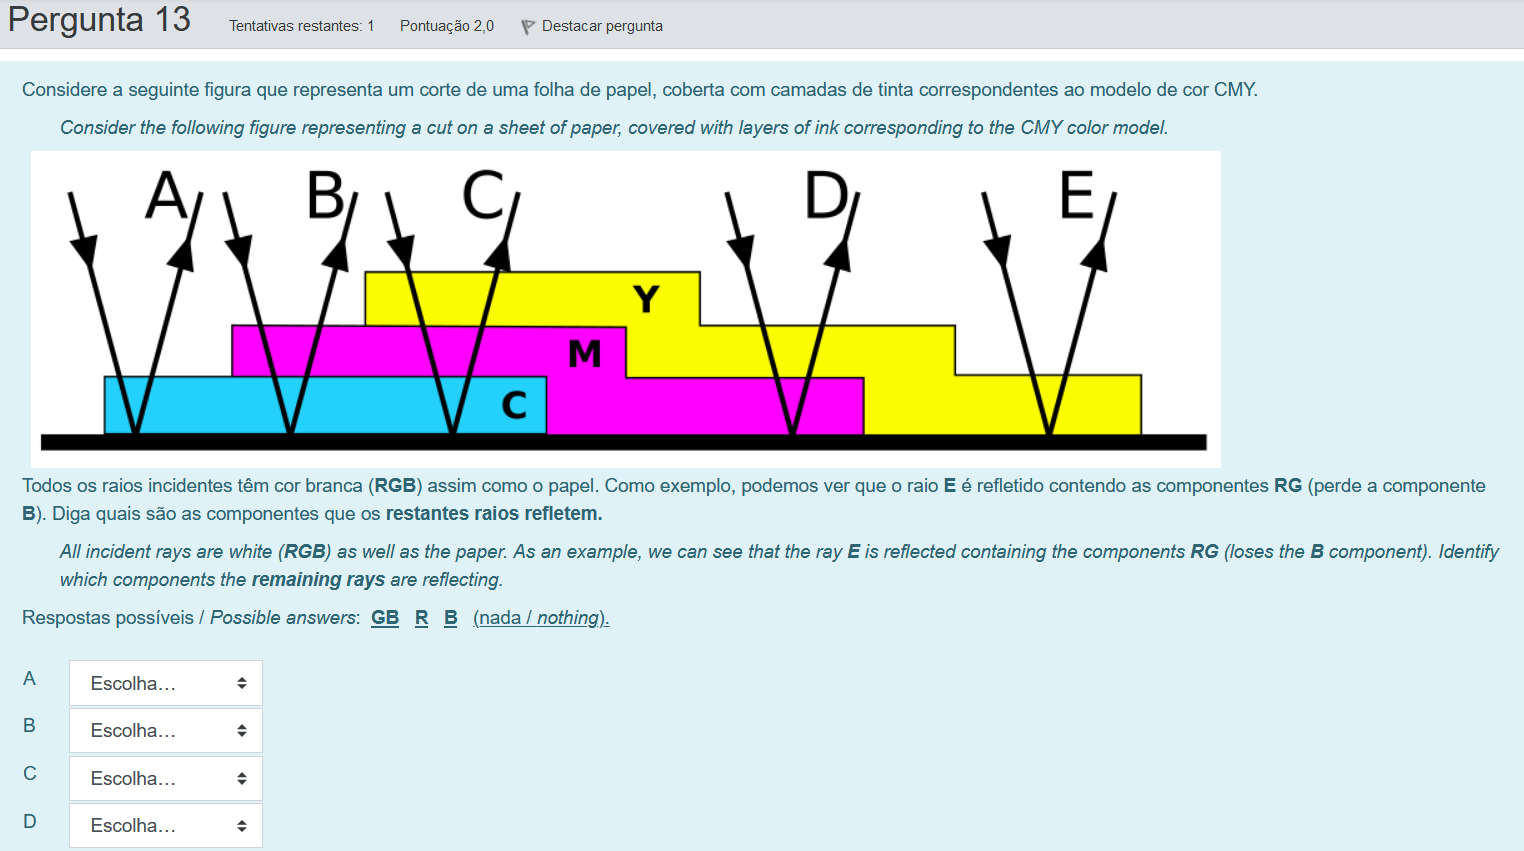 Pergunta 13 Tentativas restantes: 1 Pontuação 2,0 Destacar pergunta
Considere a seguinte figura que representa um corte de uma folha de papel, coberta com camadas de tinta correspondentes ao modelo de cor CMY.
Consider the following figure representing a cut on a sheet of paper, covered with layers of ink corresponding to the CMY color model.
A B C D E
Y
M
C
Todos os raios incidentes têm cor branca (RGB) assim como o papel. Como exemplo, podemos ver que o raio E é refletido contendo as componentes RG (perde a componente
B). Diga quais são as componentes que os restantes raios refletem.
All incident rays are white (RGB) as well as the paper. As an example, we can see that the ray E is reflected containing the components RG (loses the B component). Identify
which components the remaining rays are reflecting.
Respostas possíveis / Possible answers: GB R B (nada / nothing).
A Escolha...
B Escolha...
C Escolha...
D Escolha...